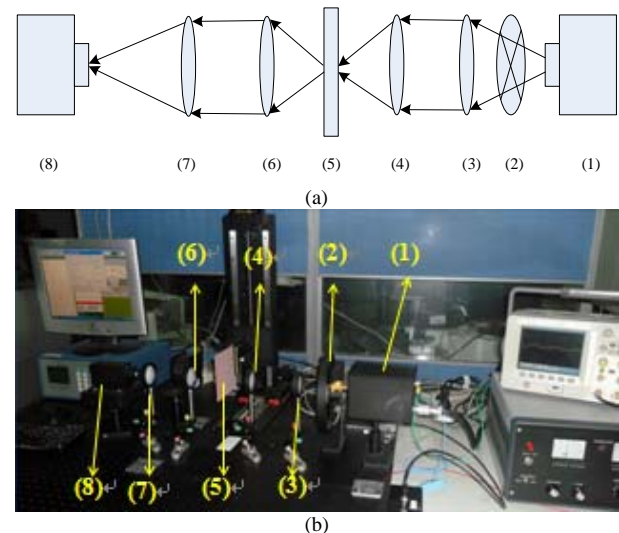 (8) (7) (6) (5) (4) (3) (2) (1)
(a)
(6)↵ (4)↵ (2)↵ (1)
(8)↵ (7)↵ (5)↵ (3)↵
(b)